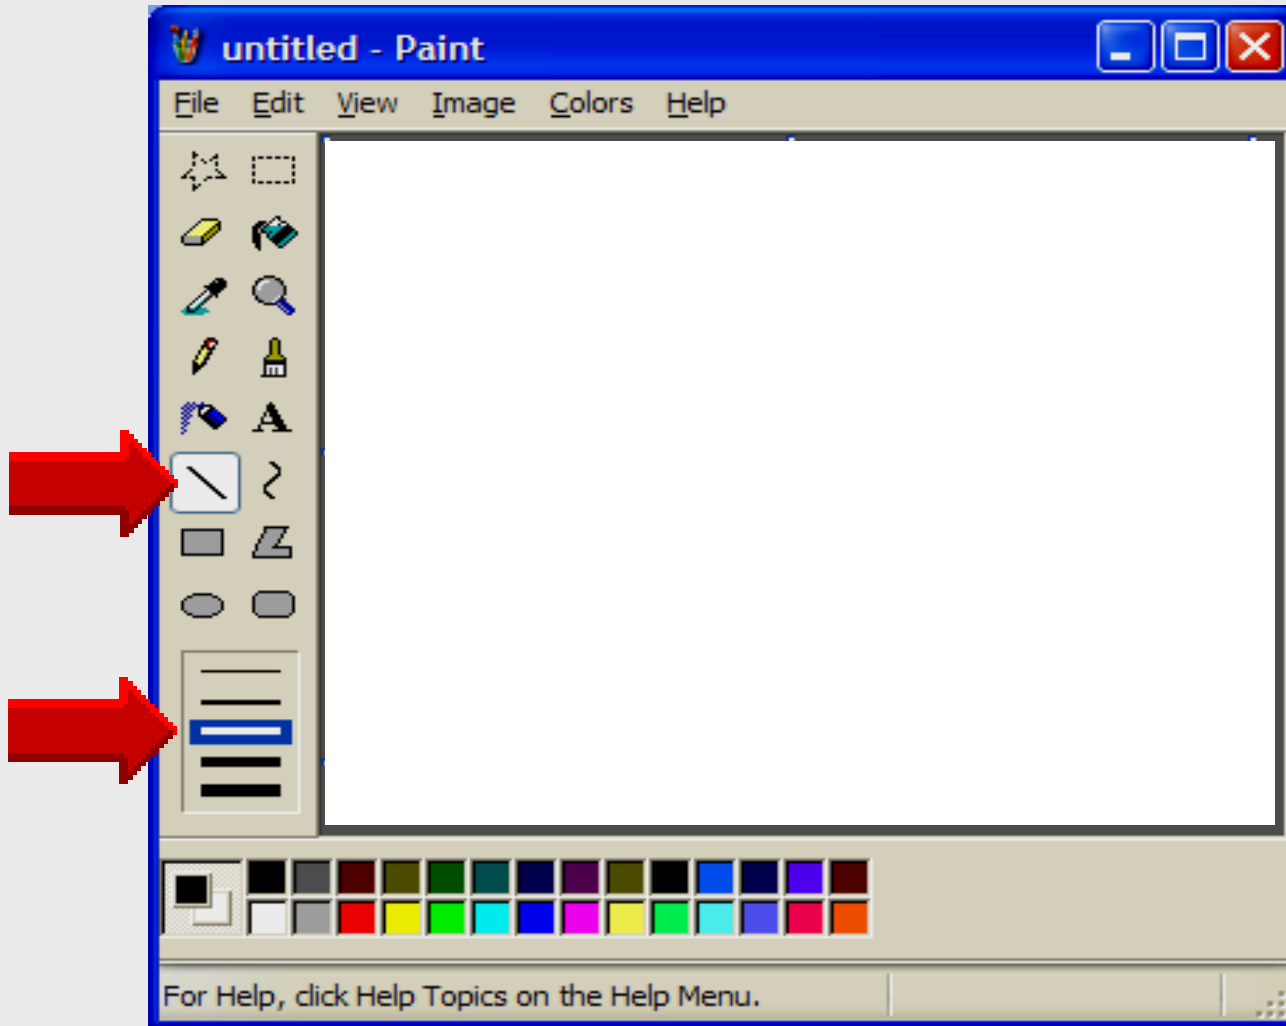 untitled - Paint
File Edit View Image Colors Help
A
For Help, click Help Topics on the Help Menu.